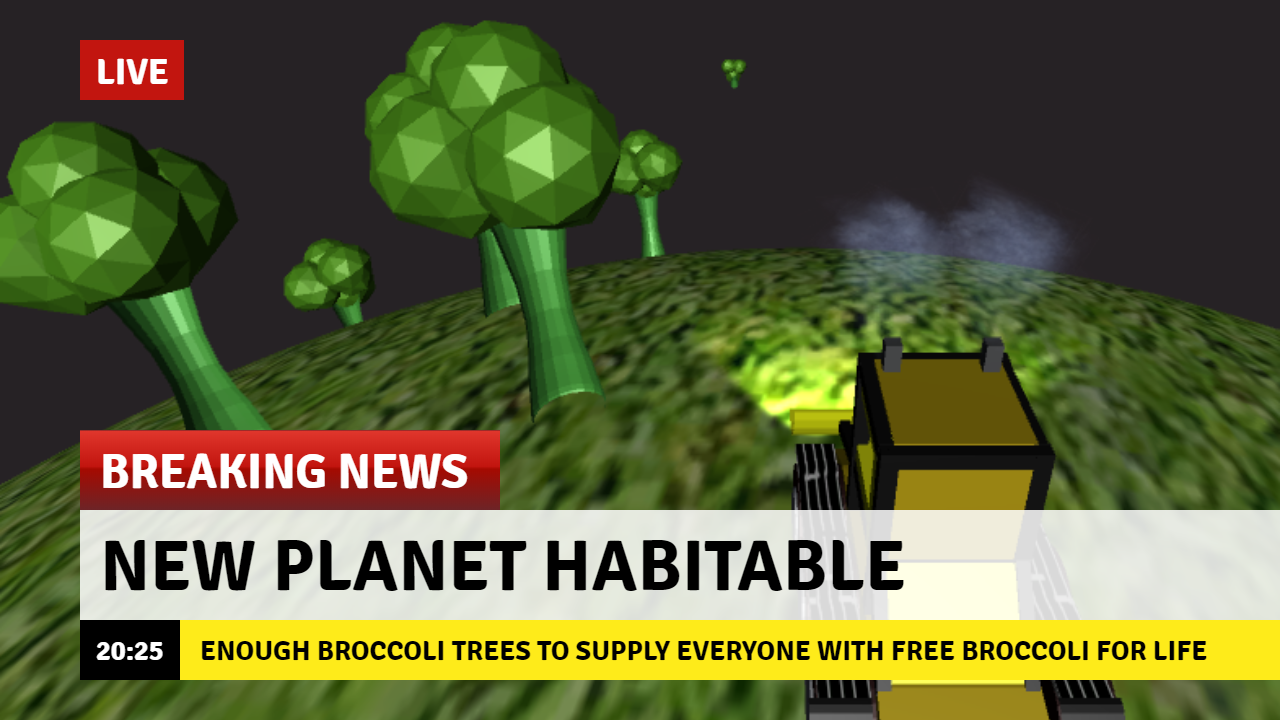 LIVE
BREAKING NEWS
NEW PLANET HABITABLE
20:25 ENOUGH BROCCOLI TREES TO SUPPLY EVERYONE WITH FREE BROCCOLI FOR LIFE